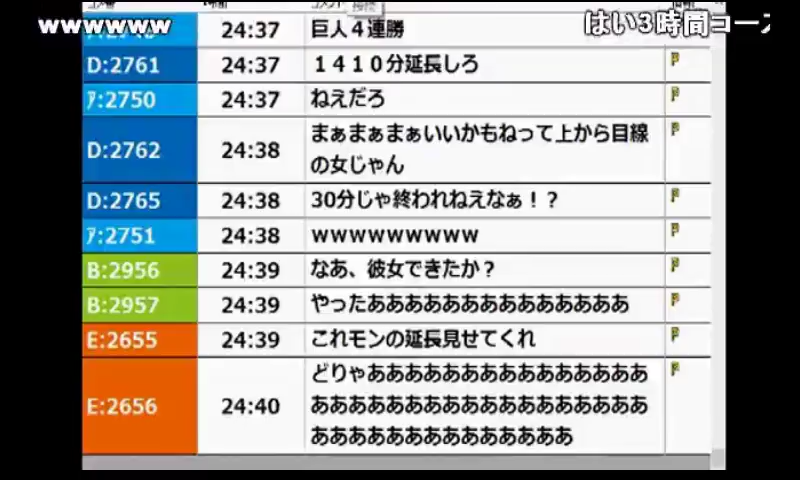 wwwwww
はい3時間コース
接続
24:37 巨人４連勝
D:2761 24:37 １４１０分延長しろ
ｱ:2750 24:37 ねえだろ
D:2762 24:38 まぁまぁまぁいいかもねって上から目線
の女じゃん
D:2765 24:38 30分じゃ終われねえなぁ！？
ｱ:2751 24:38 wwwwwwwww
B:2956 24:39 なあ、彼女できたか？
B:2957 24:39 やったあああああああああああああああ
E:2655 24:39 これモンの延長見せてくれ
E:2656 24:40 どりゃあああああああああああああああ
ああああああああああああああああああ
ああああああああああああああ